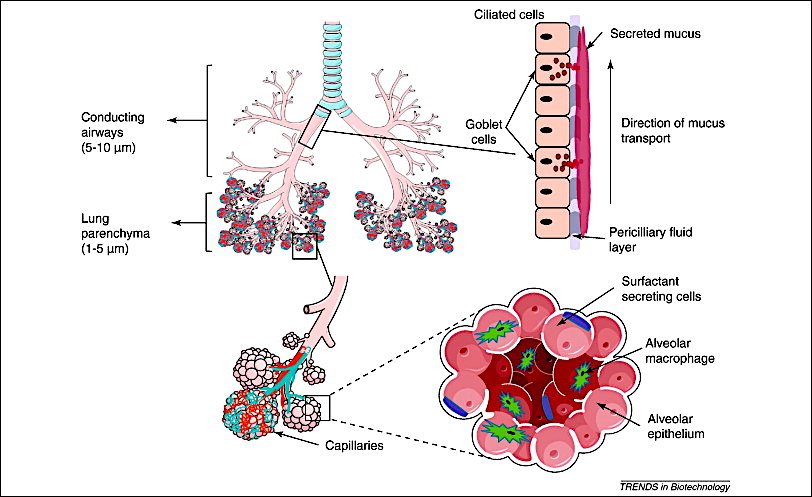 Ciliated cells
Secreted mucus
Conducting
airways
(5-10 µm)
Goblet
cells
Direction of mucus
transport
Lung
parenchyma
(1-5 µm)
Periciliary fluid
layer
Surfactant
secreting cells
Alveolar
macrophage
Alveolar
epithelium
Capillaries
TRENDS in Biotechnology